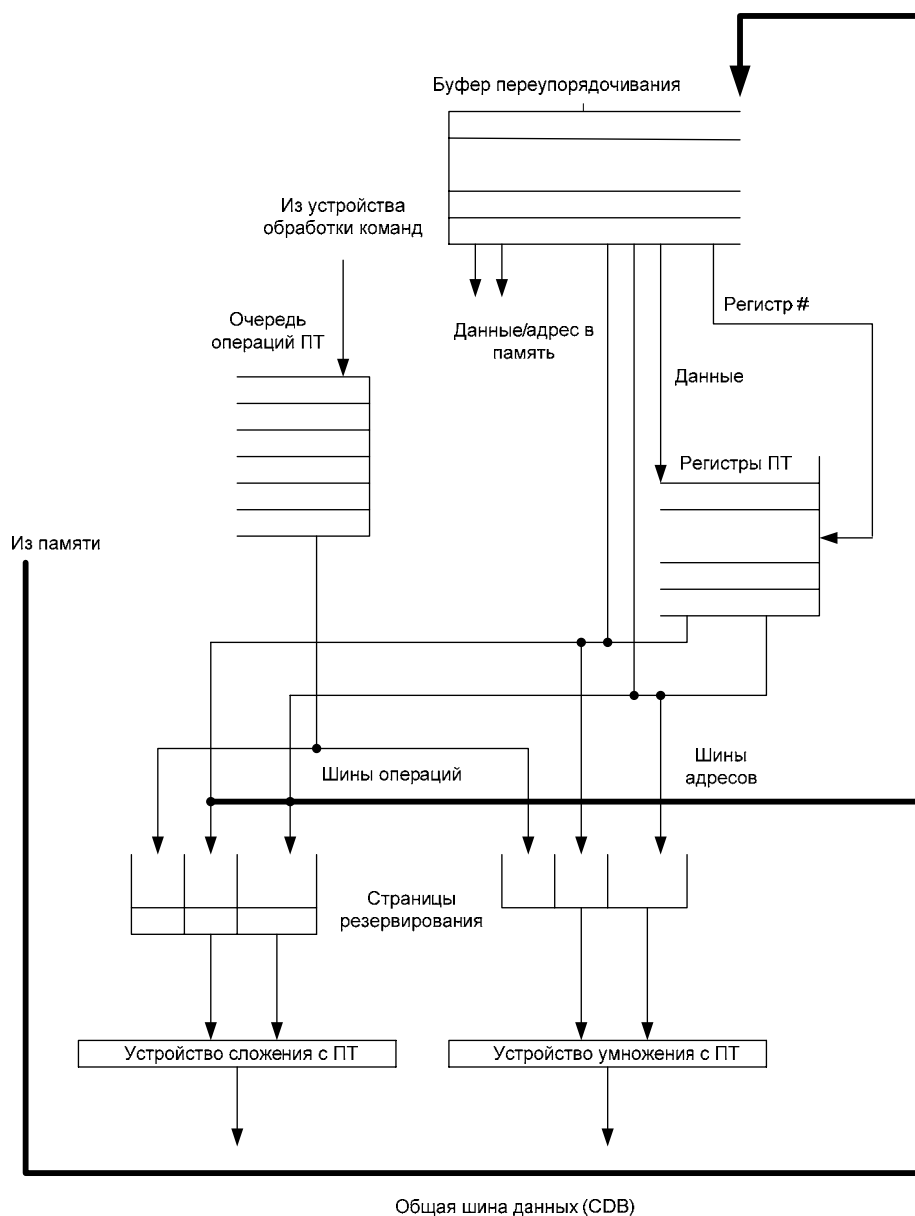 Буфер переупорядочивания
Из устройства
обработки команд
Регистр #
Очередь
операций ПТ
Данные/адрес в
память
Данные
Регистры ПТ
Из памяти
Шины операций
Шины
адресов
Страницы
резервирования
Устройство сложения с ПТ
Устройство умножения с ПТ
Общая шина данных (CDB)